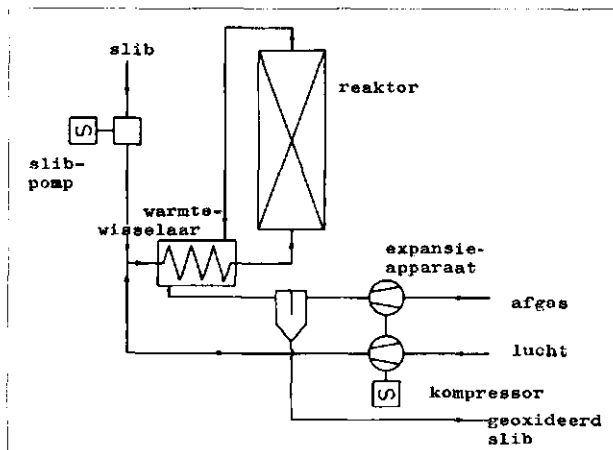 slib
reaktor
S
slib-
pomp
warmte-
wisselaar
expansie-
apparaat
afgas
lucht
S
kompressor
geoxideerd
slib